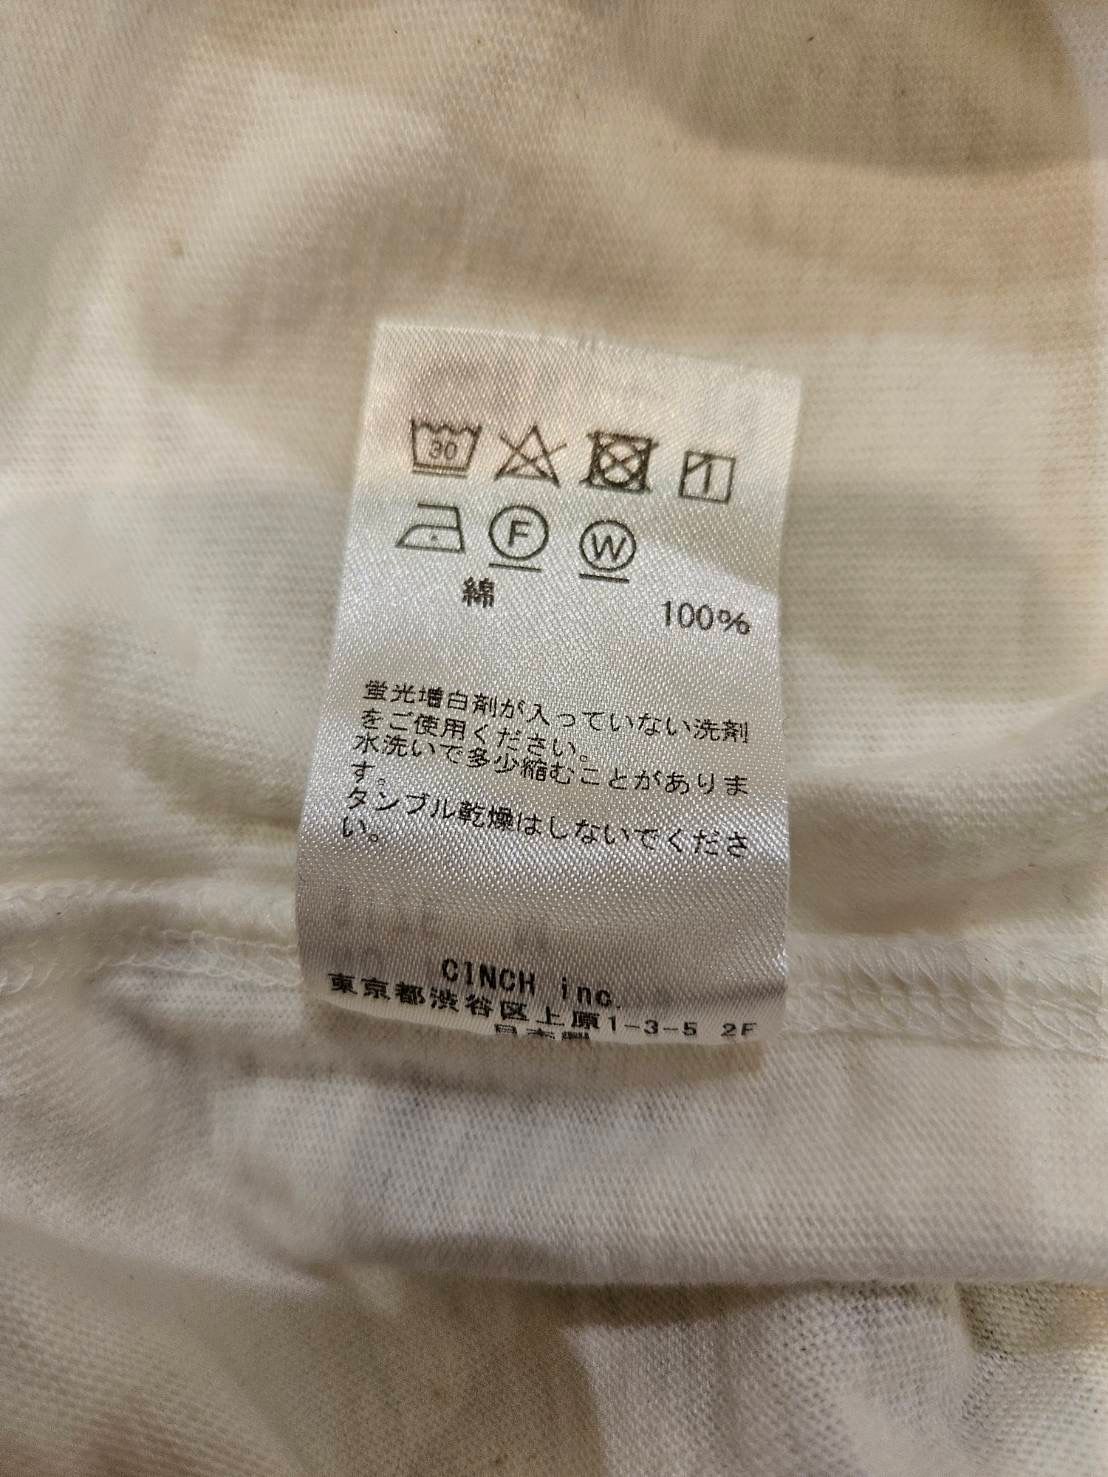 30
1
F W
綿 100%
蛍光増白剤が入っていない洗剤
をご使用ください。
水洗いで多少縮むことがありま
す。
タンブル乾燥はしないでくださ
い。
CINCH inc.
東京都渋谷区上原1-3-5 2F